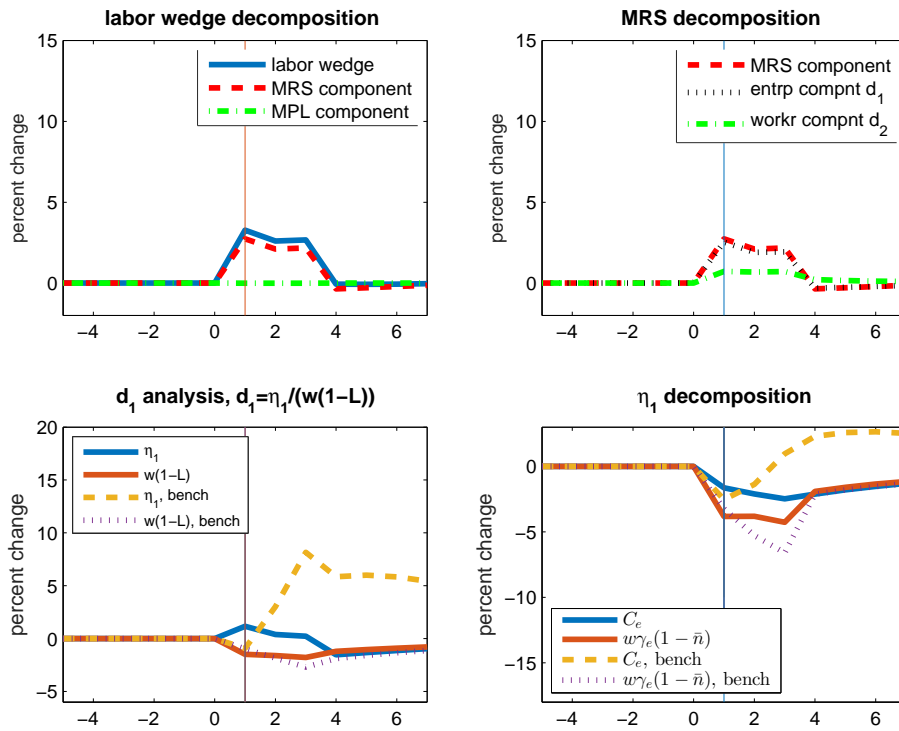 labor wedge decomposition
15
10
5
0
percent change
labor wedge
MRS component
MPL component
−4 −2 0 2 4 6
MRS decomposition
15
10
5
0
percent change
MRS component
entrp compnt d₁
workr compnt d₂
−4 −2 0 2 4 6
d₁ analysis, d₁=η₁/(w(1−L))
20
15
10
5
0
−5
percent change
η₁
w(1−L)
η₁, bench
w(1−L), bench
−4 −2 0 2 4 6
η₁ decomposition
0
−5
−10
−15
percent change
Cₑ
wγₑ(1 − n̄)
Cₑ, bench
wγₑ(1 − n̄), bench
−4 −2 0 2 4 6